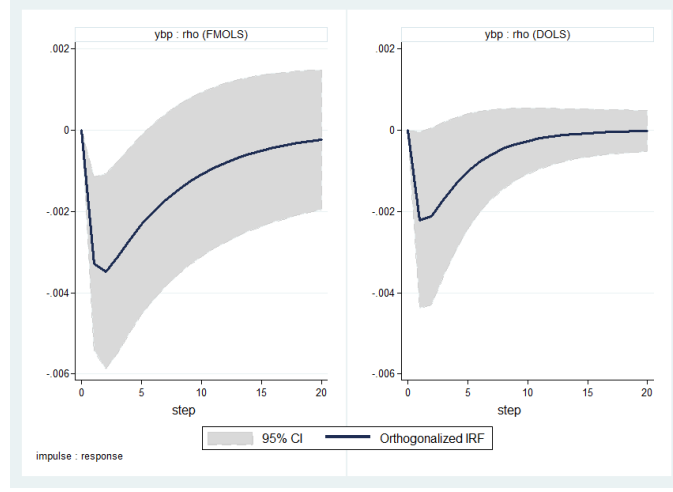 ybp : rho (FMOLS)
.002
0
-.002
-.004
-.006
0 5 10 15 20
step
ybp : rho (DOLS)
.002
0
-.002
-.004
-.006
0 5 10 15 20
step
95% CI Orthogonalized IRF
impulse : response